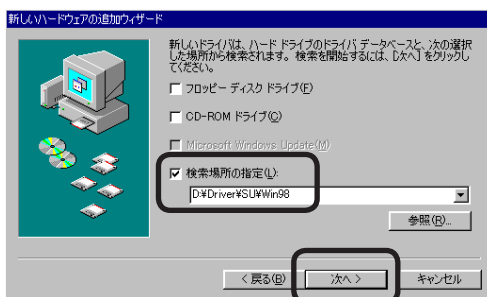 新しいハードウェアの追加ウィザード
新しいドライバは、ハード ドライブのドライバ データベースと、次の選択
した場所から検索されます。検索を開始するには、[次へ] をクリックし
てください。
フロッピー ディスク ドライブ(F)
CD-ROM ドライブ(C)
Microsoft Windows Update(M)
検索場所の指定(L):
D:¥Driver¥SU¥Win98
参照(R)...
< 戻る(B)
次へ >
キャンセル